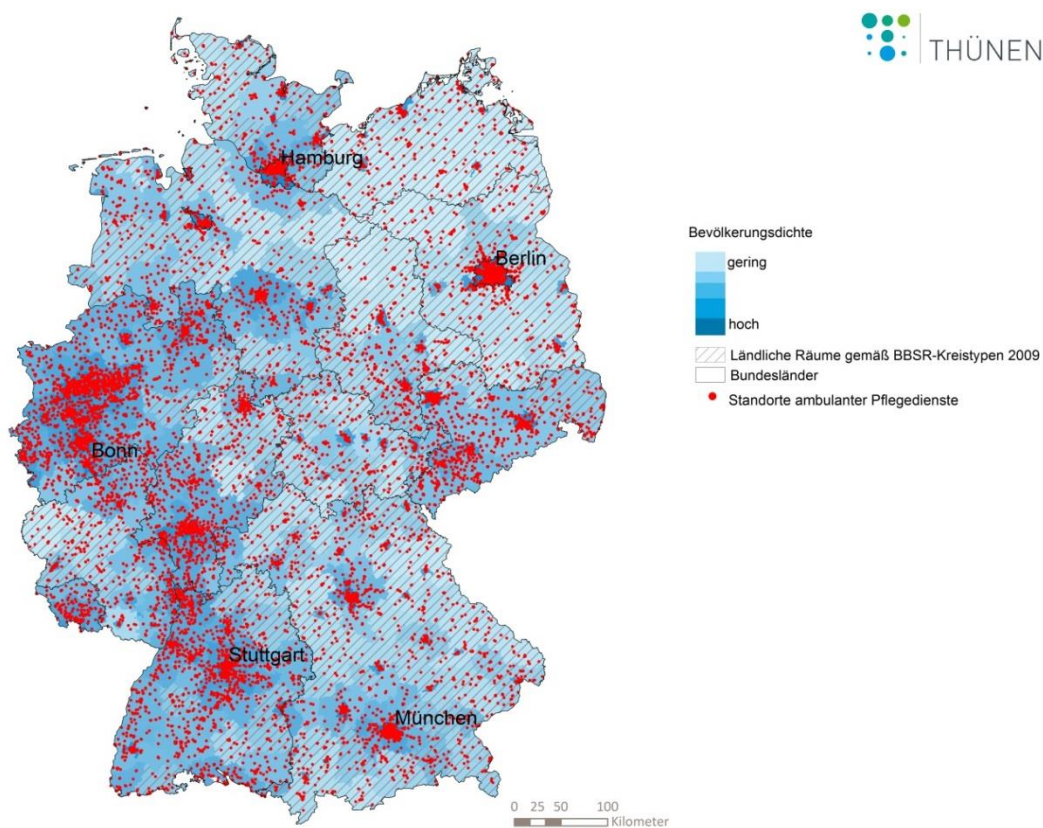 THÜNEN
Hamburg
Berlin
Bonn
Stuttgart
München
Bevölkerungsdichte
gering
hoch
Ländliche Räume gemäß BBSR-Kreistypen 2009
Bundesländer
Standorte ambulanter Pflegedienste
0 25 50 100
Kilometer